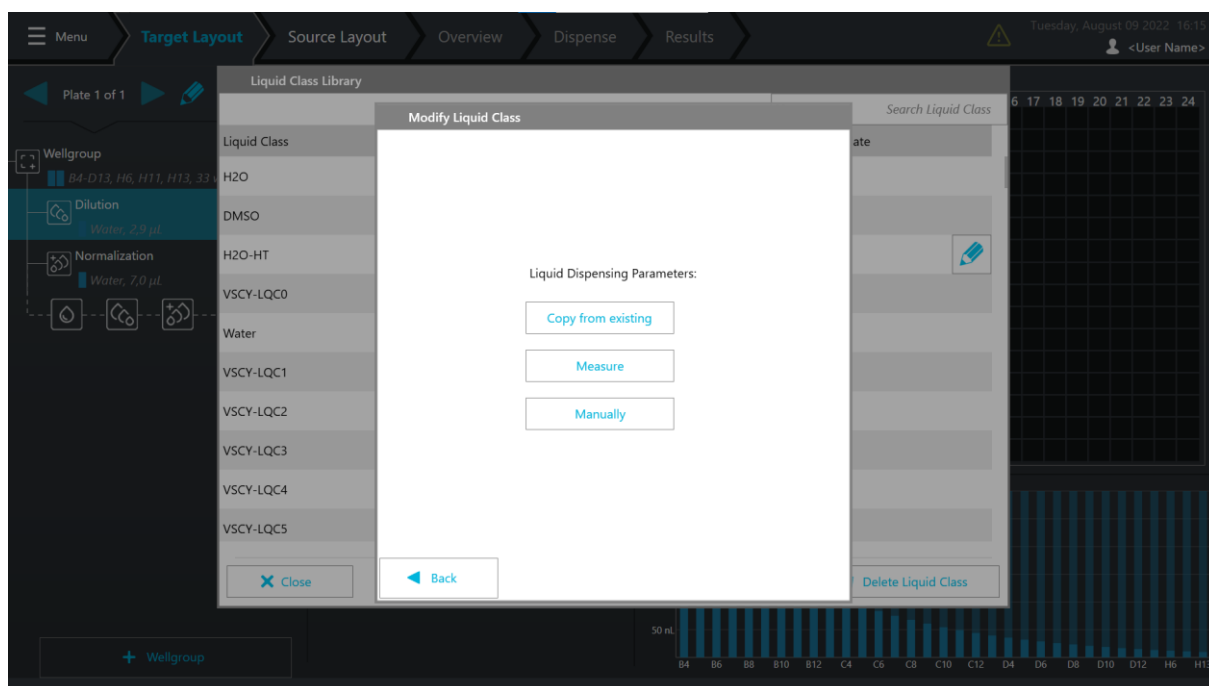 Menu
Target Layout
Source Layout
Overview
Dispense
Results
Tuesday, August 09 2022 16:15
<User Name>
Plate 1 of 1
Liquid Class Library
Search Liquid Class
Modify Liquid Class
6 17 18 19 20 21 22 23 24
Liquid Class
ate
Wellgroup
B4-D13, H6, H11, H13, 33
Dilution
Water, 2,9 µL
Normalization
Water, 7,0 µL
H2O
DMSO
H2O-HT
VSCY-LQC0
Water
VSCY-LQC1
VSCY-LQC2
VSCY-LQC3
VSCY-LQC4
VSCY-LQC5
Liquid Dispensing Parameters:
Copy from existing
Measure
Manually
Back
Close
Delete Liquid Class
Wellgroup
50 nL
B4 B6 B8 B10 B12 C4 C6 C8 C10 C12 D4 D6 D8 D10 D12 H6 H13